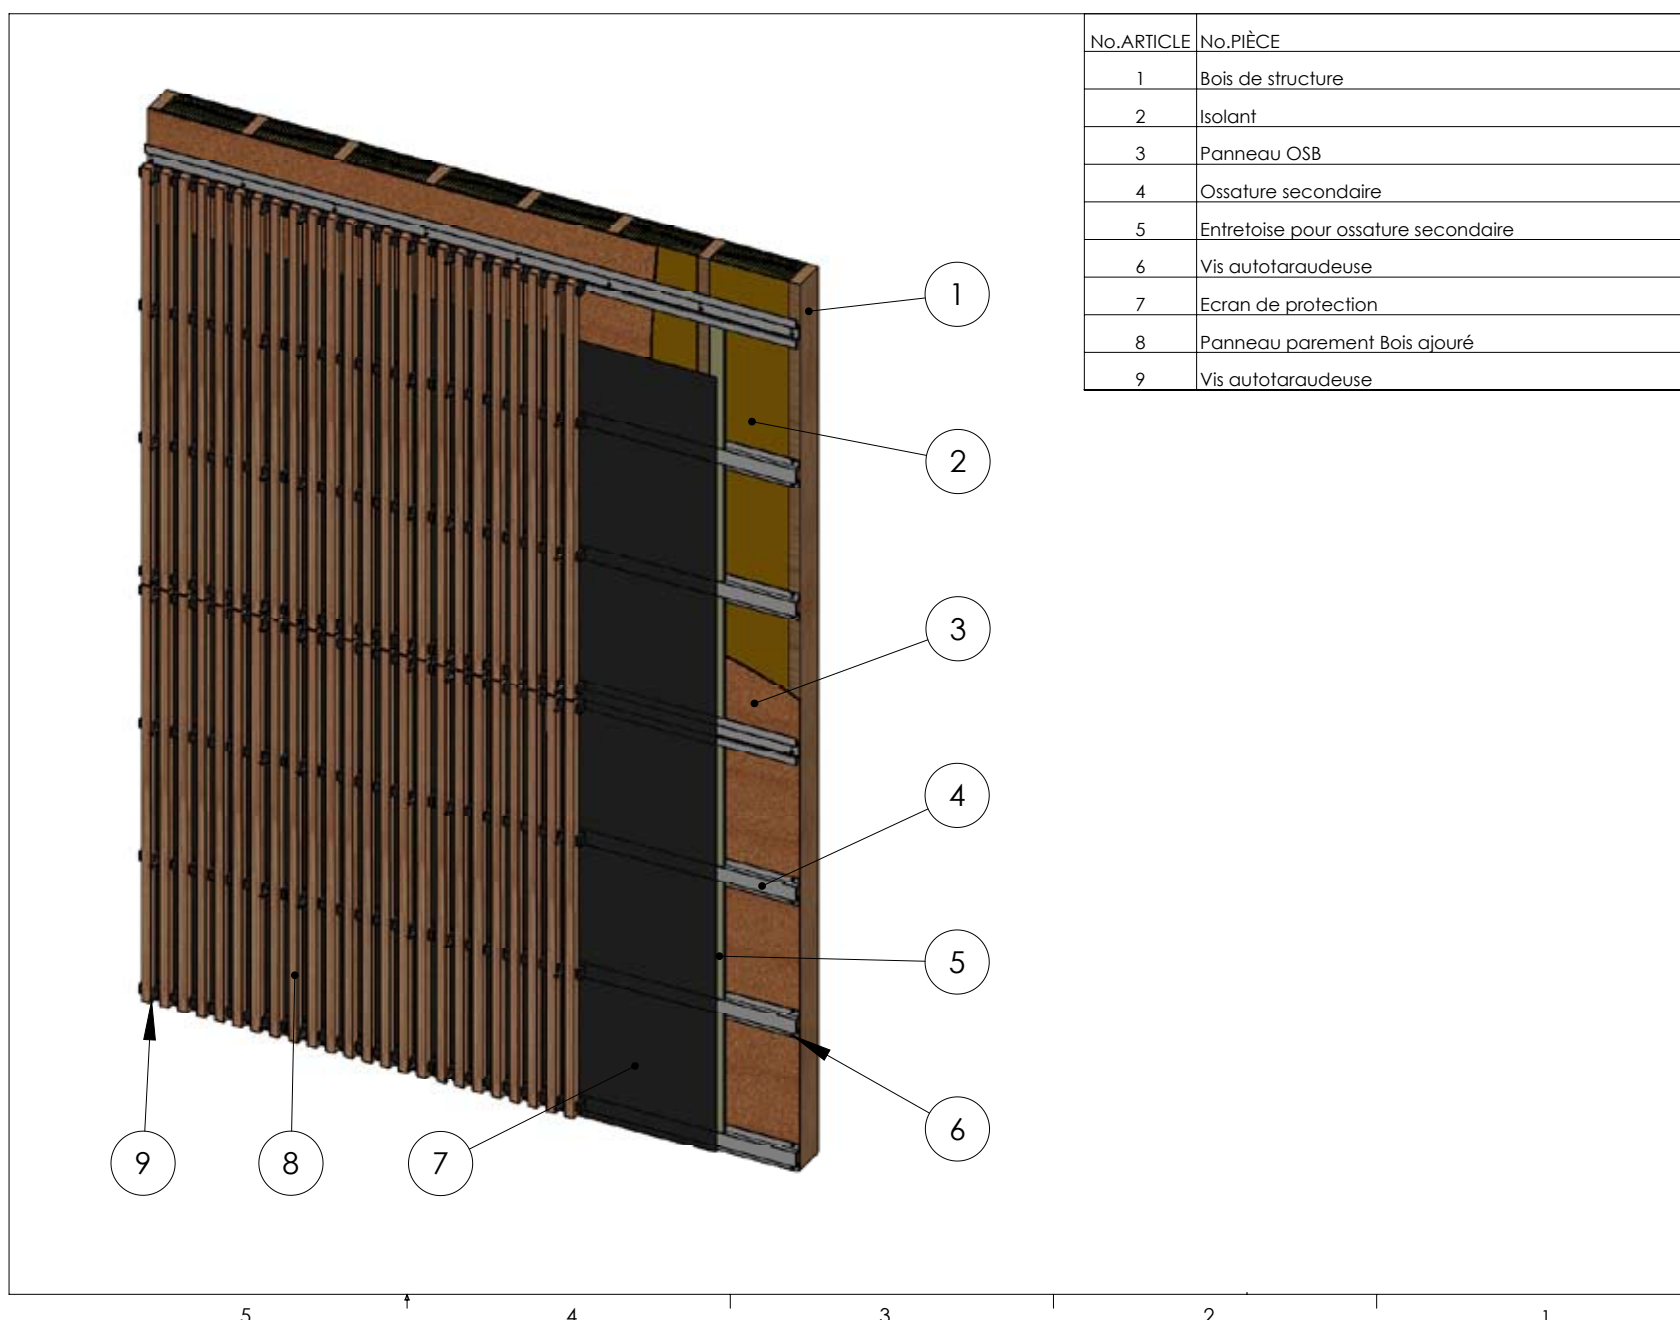 No.ARTICLE No.PIÈCE
1 Bois de structure
2 Isolant
3 Panneau OSB
4 Ossature secondaire
5 Entretoise pour ossature secondaire
6 Vis autotaraudeuse
7 Ecran de protection
8 Panneau parement Bois ajouré
9 Vis autotaraudeuse
1
2
3
4
5
6
9 8 7
5 4 3 2 1